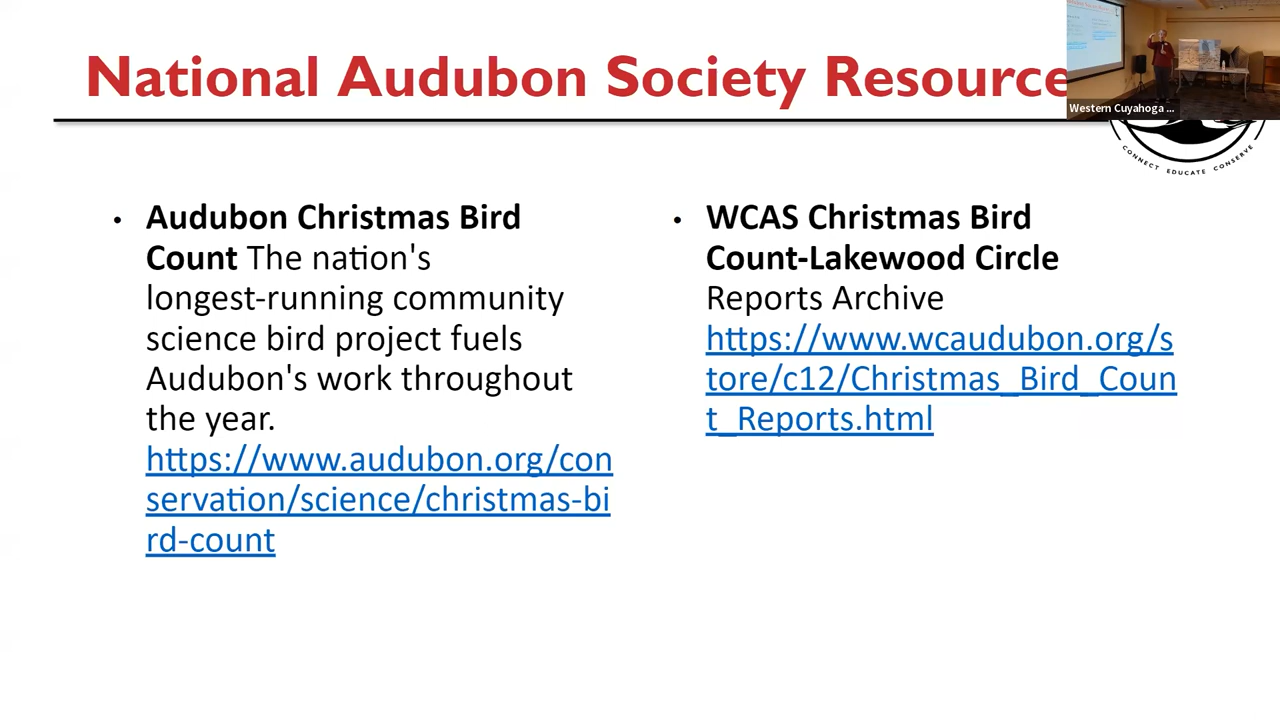 National Audubon Society Resource
Western Cuyahoga ...
CONNECT EDUCATE CONSERVE
• Audubon Christmas Bird
Count The nation's
longest-running community
science bird project fuels
Audubon's work throughout
the year.
https://www.audubon.org/con
servation/science/christmas-bi
rd-count
• WCAS Christmas Bird
Count-Lakewood Circle
Reports Archive
https://www.wcaudubon.org/s
tore/c12/Christmas_Bird_Coun
t_Reports.html